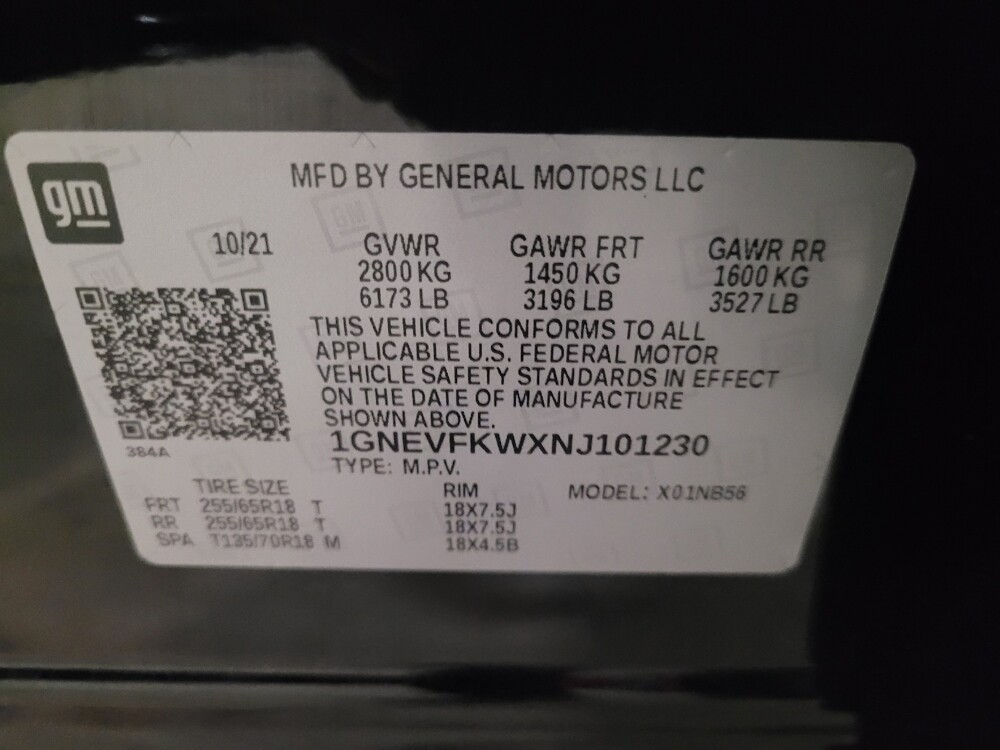 gm
MFD BY GENERAL MOTORS LLC
10/21 GVWR GAWR FRT GAWR RR
2800 KG 1450 KG 1600 KG
6173 LB 3196 LB 3527 LB
THIS VEHICLE CONFORMS TO ALL
APPLICABLE U.S. FEDERAL MOTOR
VEHICLE SAFETY STANDARDS IN EFFECT
ON THE DATE OF MANUFACTURE
SHOWN ABOVE.
384A
1GNEVFKWXNJ101230
TYPE: M.P.V.
TIRE SIZE RIM MODEL: X01NB56
FRT 255/65R18 T 18X7.5J
RR 255/65R18 T 18X7.5J
SPA T135/70R18 M 18X4.5B